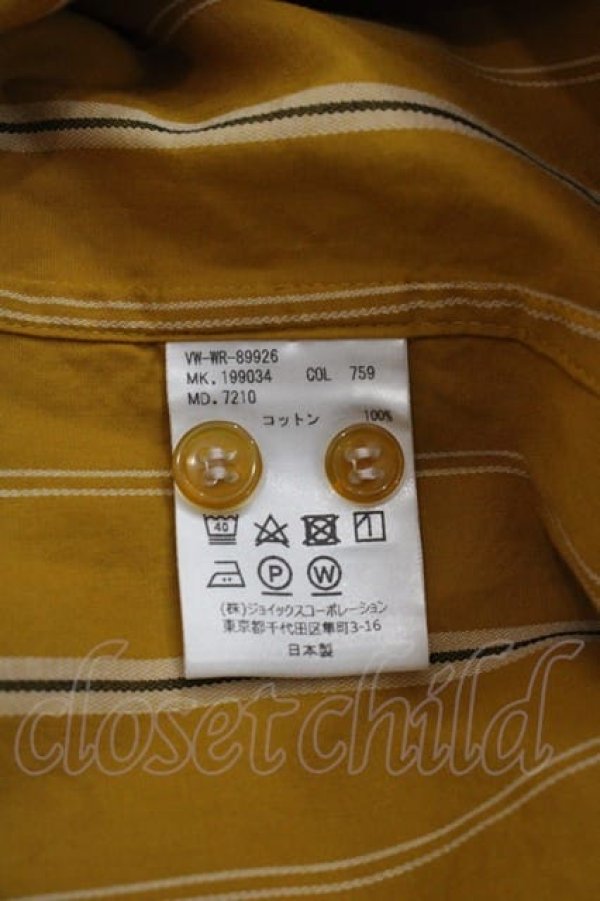 VW-WR-89926
MK.199034 COL 759
MD.7210
コットン 100%
40
P W
(株)ジョイックスコーポレーション
東京都千代田区隼町3-16
日本製
closet child